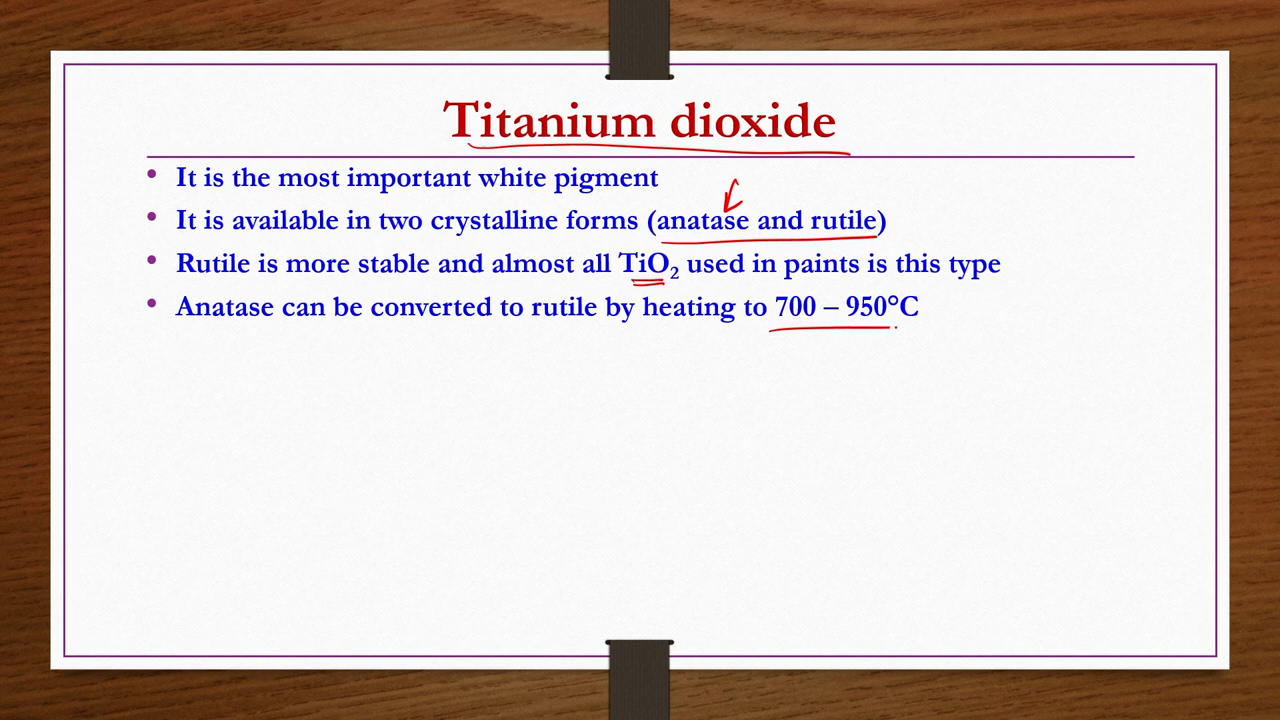 Titanium dioxide
• It is the most important white pigment
• It is available in two crystalline forms (anatase and rutile)
• Rutile is more stable and almost all TiO₂ used in paints is this type
• Anatase can be converted to rutile by heating to 700 – 950°C